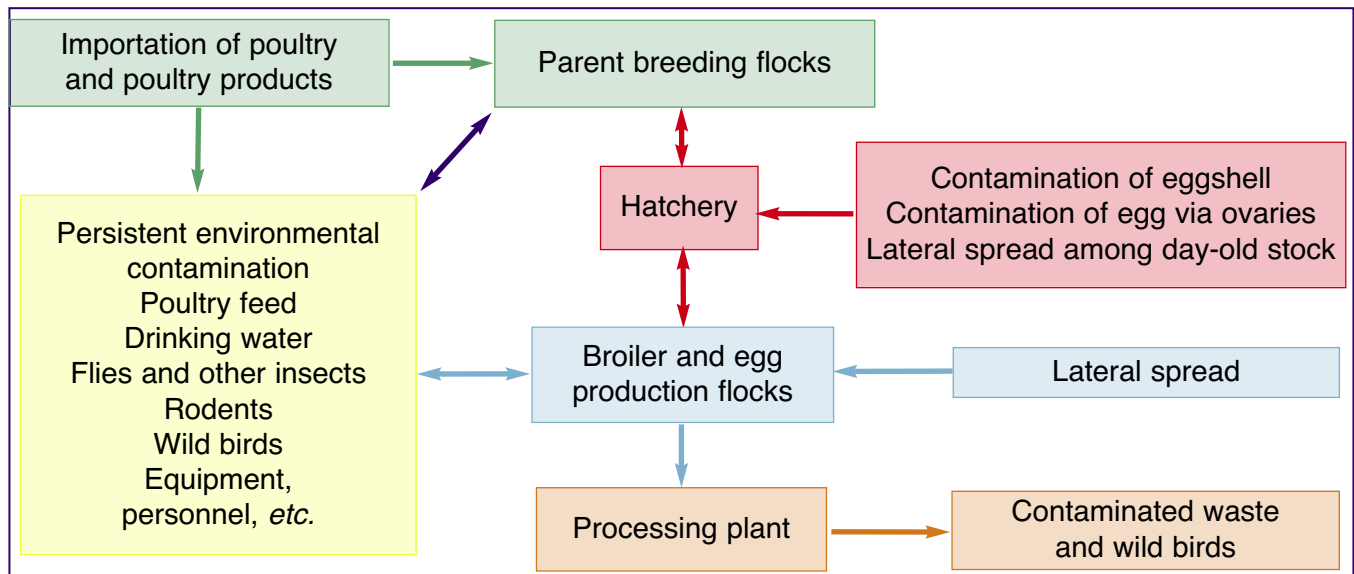 Importation of poultry
and poultry products
Parent breeding flocks
Hatchery
Contamination of eggshell
Contamination of egg via ovaries
Lateral spread among day-old stock
Persistent environmental
contamination
Poultry feed
Drinking water
Flies and other insects
Rodents
Wild birds
Equipment,
personnel, etc.
Broiler and egg
production flocks
Lateral spread
Processing plant
Contaminated waste
and wild birds